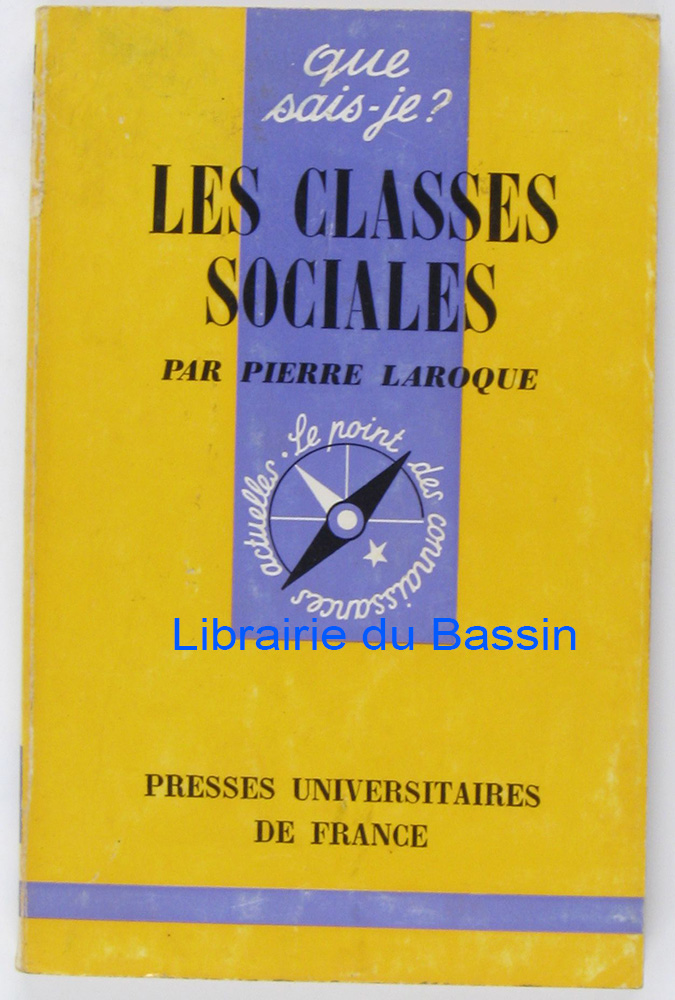 que
sais-je?
LES CLASSES
SOCIALES
PAR PIERRE LAROQUE
Le point des connaissances actuelles.
Librairie du Bassin
PRESSES UNIVERSITAIRES
DE FRANCE